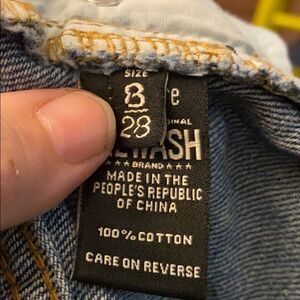 SIZE
8
28
WASH
★★★BRAND★★★
MADE IN THE
PEOPLE'S REPUBLIC
OF CHINA
100% COTTON
CARE ON REVERSE